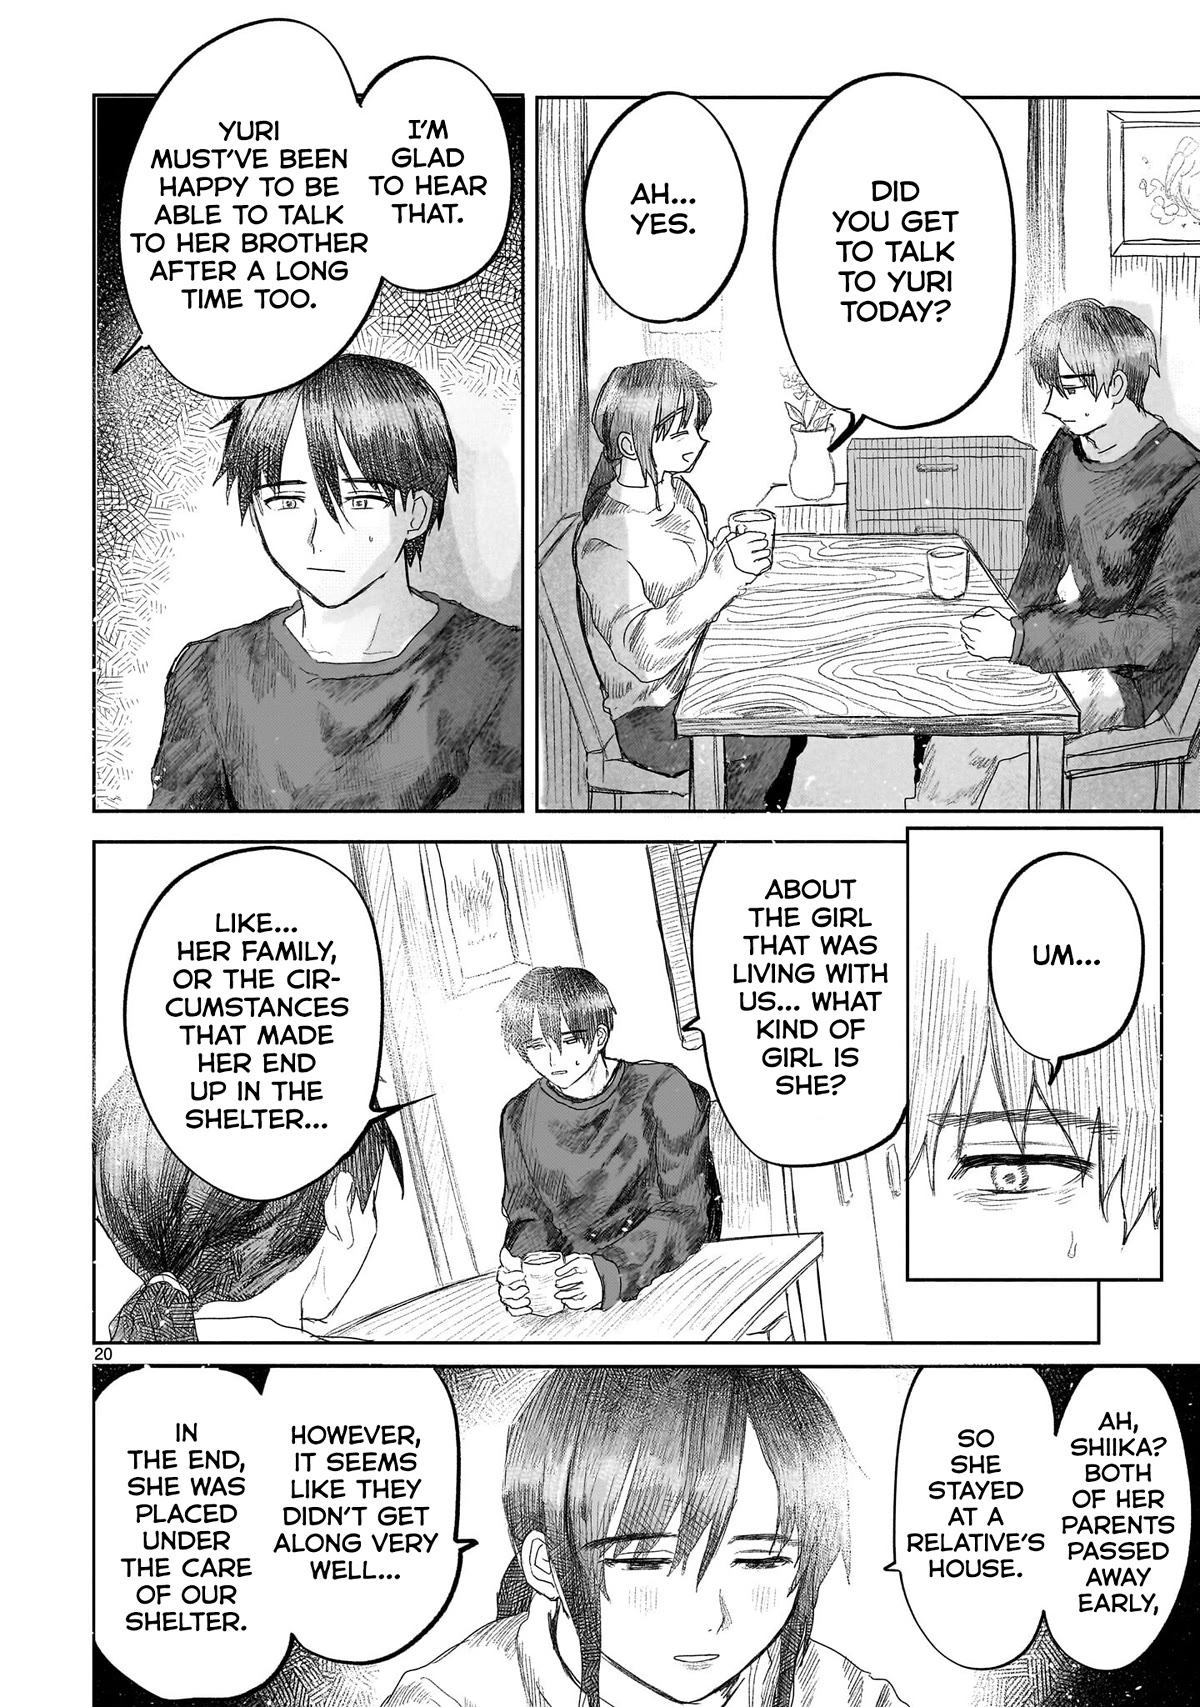 DID
YOU GET
TO TALK
TO YURI
TODAY?
AH...
YES.
I'M
GLAD
TO HEAR
THAT.
YURI
MUST'VE BEEN
HAPPY TO BE
ABLE TO TALK
TO HER BROTHER
AFTER A LONG
TIME TOO.
UM...
ABOUT
THE GIRL
THAT WAS
LIVING WITH
US... WHAT
KIND OF
GIRL IS
SHE?
LIKE...
HER FAMILY,
OR THE CIR-
CUMSTANCES
THAT MADE
HER END
UP IN THE
SHELTER...
20
AH,
SHIIKA?
BOTH
OF HER
PARENTS
PASSED
AWAY
EARLY,
SO
SHE
STAYED
AT A
RELATIVE'S
HOUSE.
HOWEVER,
IT SEEMS
LIKE THEY
DIDN'T GET
ALONG VERY
WELL...
IN
THE END,
SHE WAS
PLACED
UNDER
THE CARE
OF OUR
SHELTER.